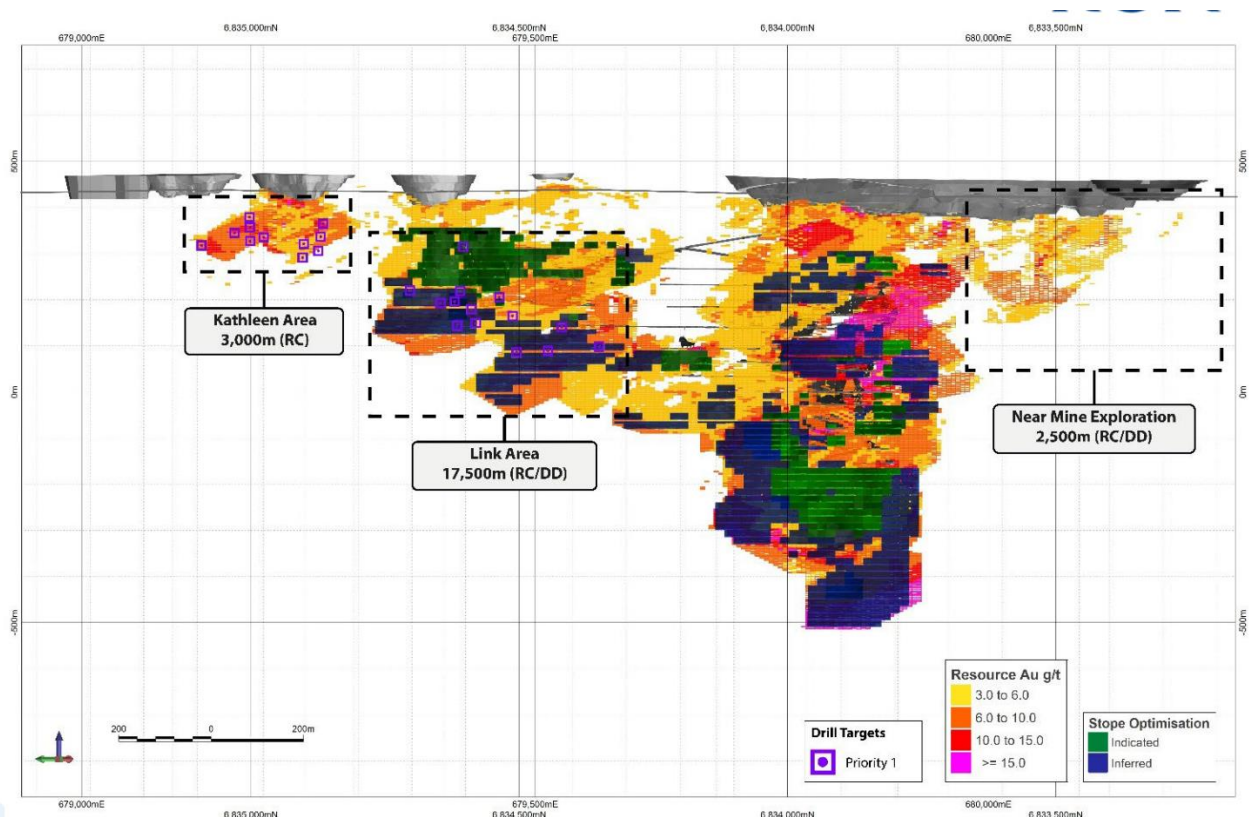 6,835,000mN
6,834,500mN
6,834,000mN
6,833,500mN
679,000mE
679,500mE
680,000mE
500m
500m
Kathleen Area
3,000m (RC)
0m
0m
Near Mine Exploration
2,500m (RC/DD)
Link Area
17,500m (RC/DD)
-500m
-500m
Resource Au g/t
3.0 to 6.0
6.0 to 10.0
10.0 to 15.0
>= 15.0
Stope Optimisation
Indicated
Inferred
Drill Targets
Priority 1
200
0
200m
679,000mE
679,500mE
680,000mE
6,835,000mN
6,834,500mN
6,834,000mN
6,833,500mN